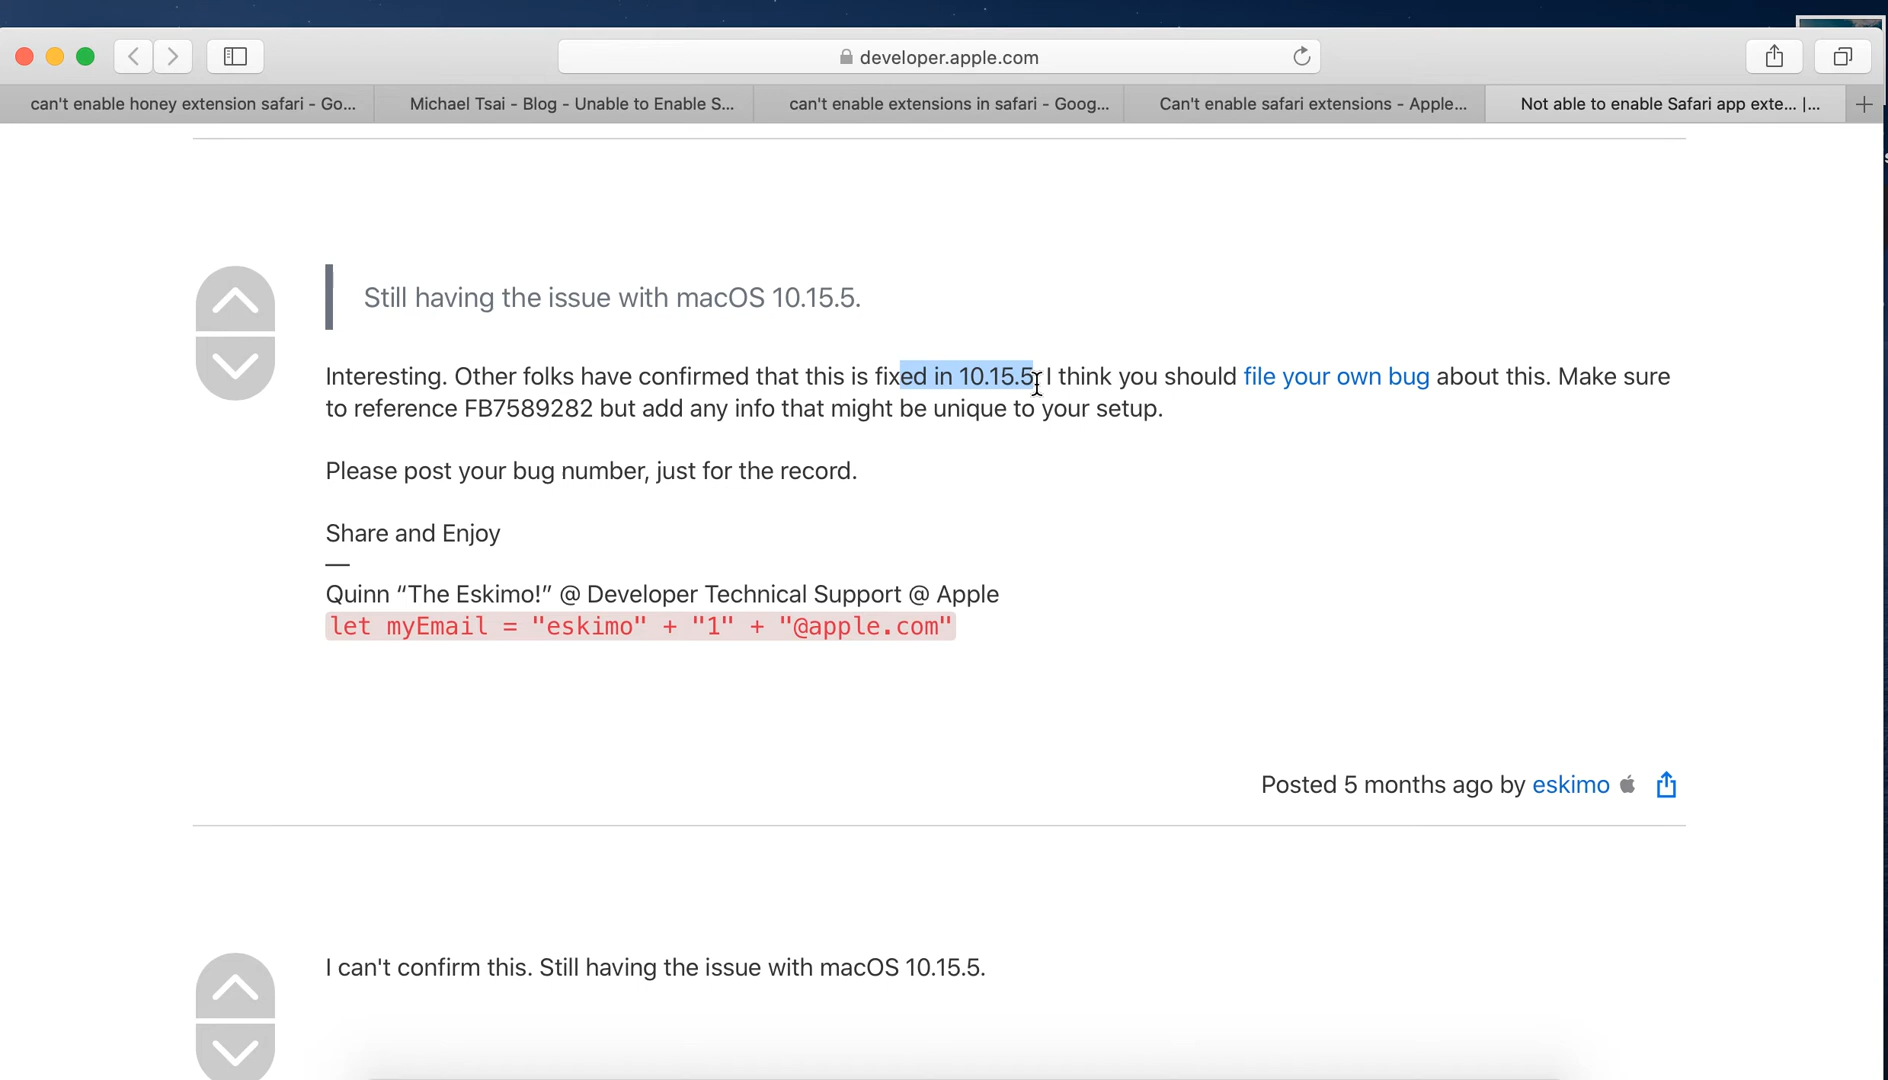 developer.apple.com
can't enable honey extension safari - Go...
Michael Tsai - Blog - Unable to Enable S...
can't enable extensions in safari - Goog...
Can't enable safari extensions - Apple...
Not able to enable Safari app exte... |...
Still having the issue with macOS 10.15.5.
Interesting. Other folks have confirmed that this is fixed in 10.15.5. I think you should file your own bug about this. Make sure
to reference FB7589282 but add any info that might be unique to your setup.
Please post your bug number, just for the record.
Share and Enjoy
—
Quinn “The Eskimo!” @ Developer Technical Support @ Apple
let myEmail = "eskimo" + "1" + "@apple.com"
Posted 5 months ago by eskimo
I can't confirm this. Still having the issue with macOS 10.15.5.